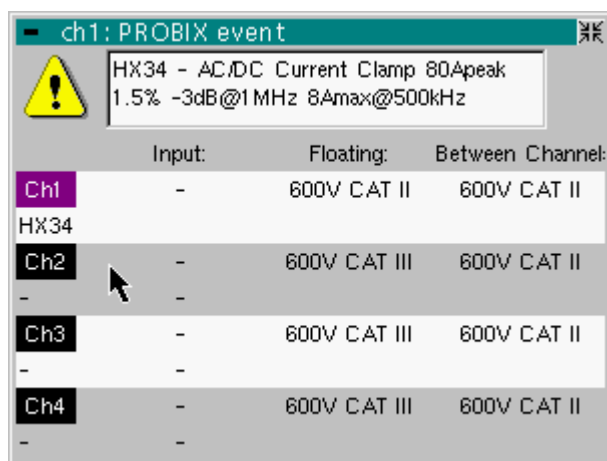 ch1: PROBIX event
HX34 - AC/DC Current Clamp 80Apeak
1.5% -3dB@1MHz 8Amax@500kHz
Input: Floating: Between Channel:
Ch1 - 600V CAT II 600V CAT II
HX34
Ch2 - 600V CAT III 600V CAT II
- -
Ch3 - 600V CAT III 600V CAT II
- -
Ch4 - 600V CAT III 600V CAT II
- -